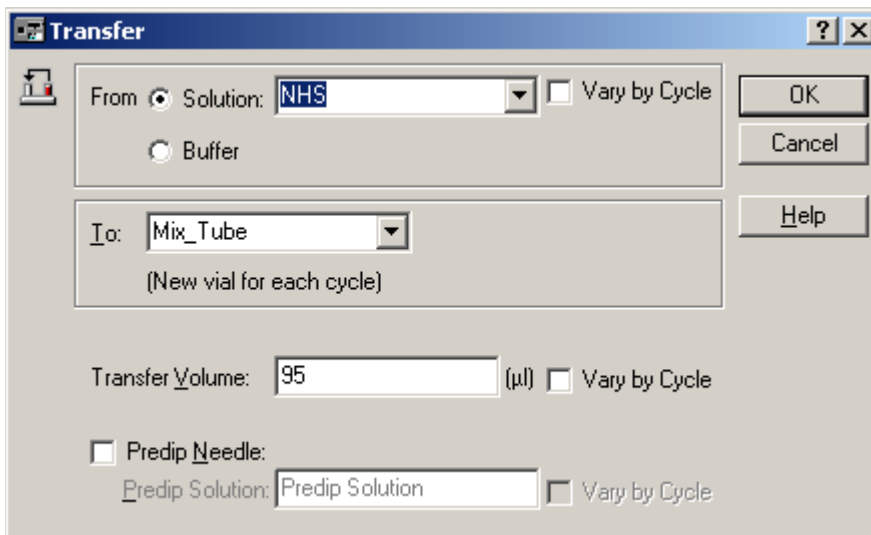 Transfer
From Solution: NHS Vary by Cycle
Buffer
To: Mix_Tube
(New vial for each cycle)
Transfer Volume: 95 (µl) Vary by Cycle
Predip Needle:
Predip Solution: Predip Solution Vary by Cycle
OK
Cancel
Help